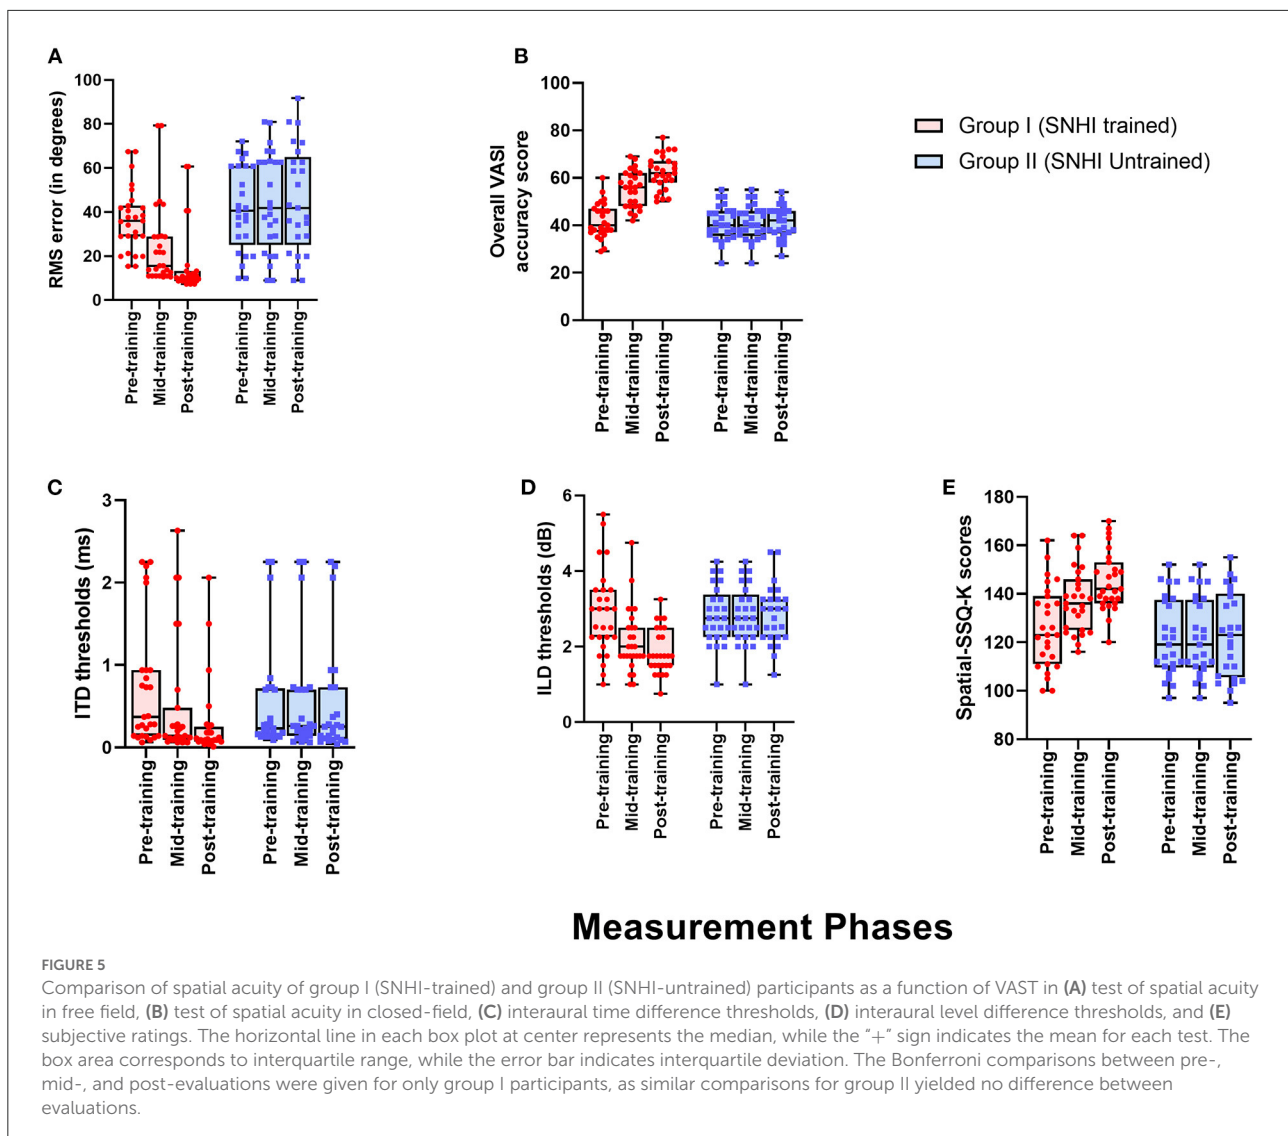 A
RMS error (in degrees)
100
80
60
40
20
0
Pre-training
Mid-training
Post-training
Pre-training
Mid-training
Post-training
B
Overall VASI
accuracy score
100
80
60
40
20
0
Pre-training
Mid-training
Post-training
Pre-training
Mid-training
Post-training
Group I (SNHI trained)
Group II (SNHI Untrained)
C
ITD thresholds (ms)
3
2
1
0
Pre-training
Mid-training
Post-training
Pre-training
Mid-training
Post-training
D
ILD thresholds (dB)
6
4
2
0
Pre-training
Mid-training
Post-training
Pre-training
Mid-training
Post-training
E
Spatial-SSQ-K scores
180
160
140
120
100
80
Pre-training
Mid-training
Post-training
Pre-training
Mid-training
Post-training
Measurement Phases
FIGURE 5
Comparison of spatial acuity of group I (SNHI-trained) and group II (SNHI-untrained) participants as a function of VAST in (A) test of spatial acuity
in free field, (B) test of spatial acuity in closed-field, (C) interaural time difference thresholds, (D) interaural level difference thresholds, and (E)
subjective ratings. The horizontal line in each box plot at center represents the median, while the “+” sign indicates the mean for each test. The
box area corresponds to interquartile range, while the error bar indicates interquartile deviation. The Bonferroni comparisons between pre-,
mid-, and post-evaluations were given for only group I participants, as similar comparisons for group II yielded no difference between
evaluations.